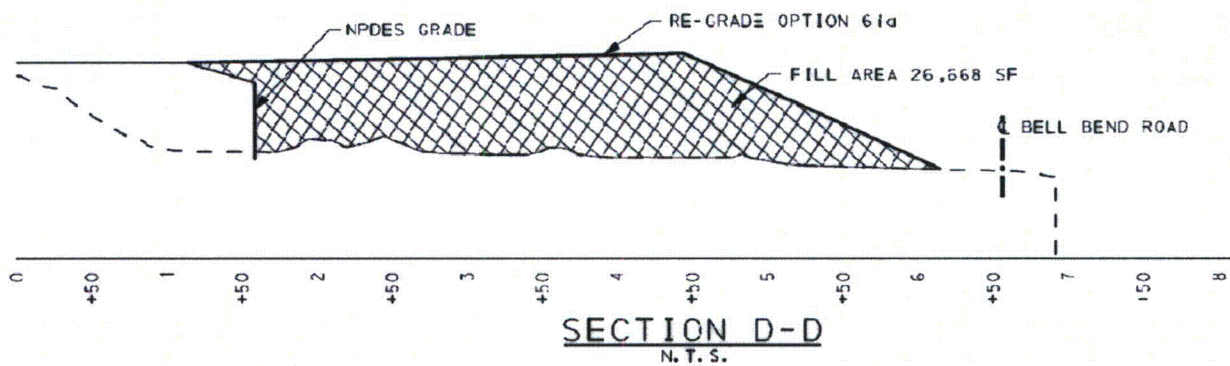 NPDES GRADE
RE-GRADE OPTION 61a
FILL AREA 26,668 SF
℄ BELL BEND ROAD
0 +50 1 +50 2 +50 3 +50 4 +50 5 +50 6 +50 7 +50 8
SECTION D-D
N.T.S.